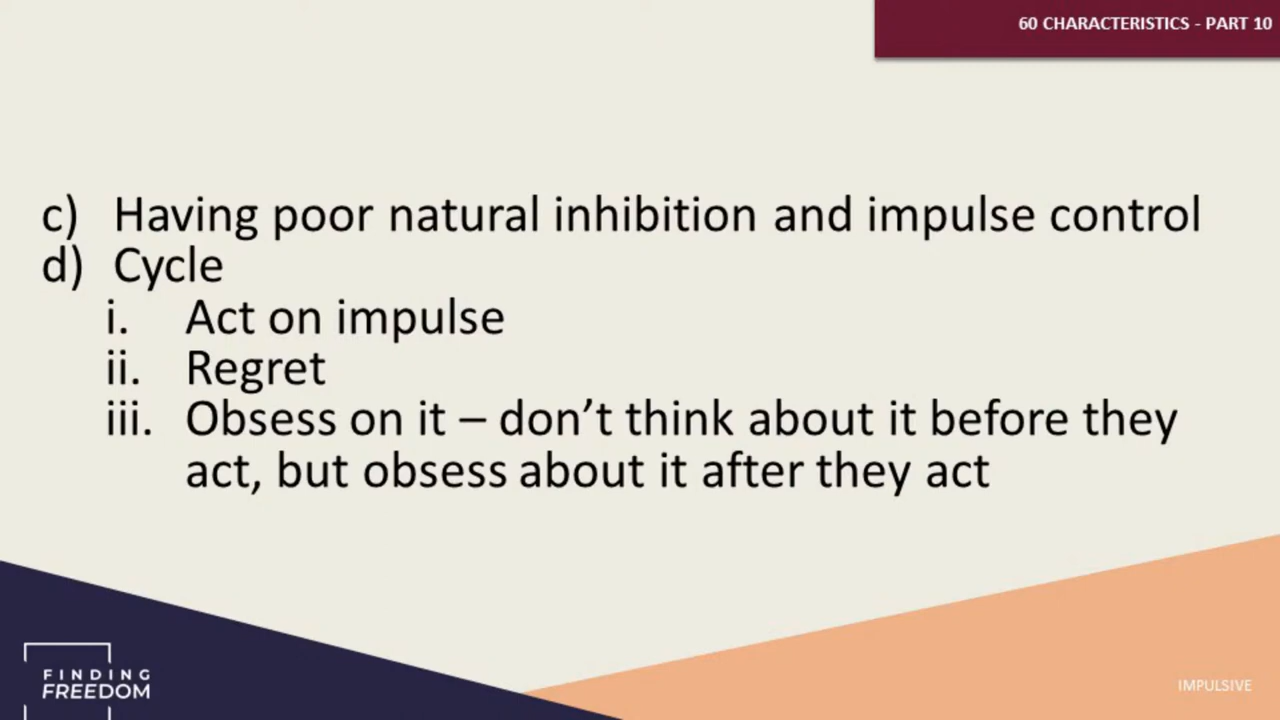 60 CHARACTERISTICS - PART 10
c) Having poor natural inhibition and impulse control
d) Cycle
i. Act on impulse
ii. Regret
iii. Obsess on it – don’t think about it before they
act, but obsess about it after they act
FINDING
FREEDOM
IMPULSIVE